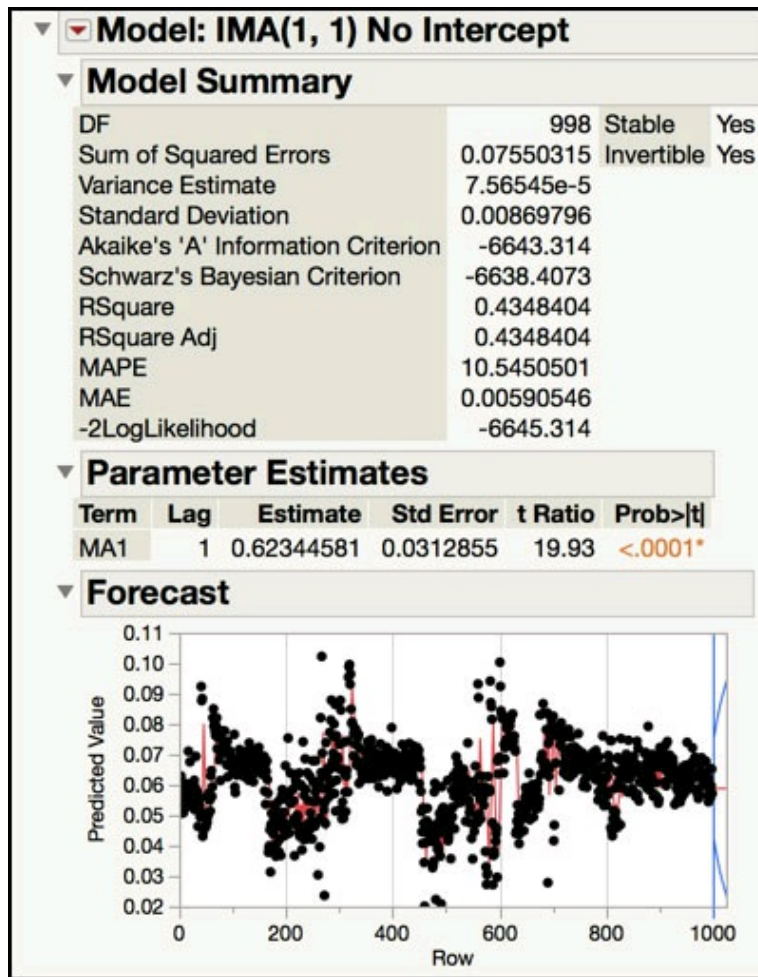 Model: IMA(1, 1) No Intercept
Model Summary
DF 998 Stable Yes
Sum of Squared Errors 0.07550315 Invertible Yes
Variance Estimate 7.56545e-5
Standard Deviation 0.00869796
Akaike's 'A' Information Criterion -6643.314
Schwarz's Bayesian Criterion -6638.4073
RSquare 0.4348404
RSquare Adj 0.4348404
MAPE 10.5450501
MAE 0.00590546
-2LogLikelihood -6645.314
Parameter Estimates
Term Lag Estimate Std Error t Ratio Prob>|t|
MA1 1 0.62344581 0.0312855 19.93 <.0001*
Forecast
Predicted Value
0.11
0.10
0.09
0.08
0.07
0.06
0.05
0.04
0.03
0.02
0 200 400 600 800 1000
Row